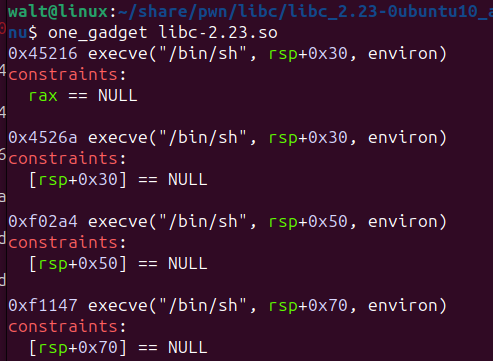 walt@linux:~/share/pwn/libc/libc_2.23-0ubuntu10_a
nu$ one_gadget libc-2.23.so
0x45216 execve("/bin/sh", rsp+0x30, environ)
constraints:
  rax == NULL

0x4526a execve("/bin/sh", rsp+0x30, environ)
constraints:
  [rsp+0x30] == NULL

0xf02a4 execve("/bin/sh", rsp+0x50, environ)
constraints:
  [rsp+0x50] == NULL

0xf1147 execve("/bin/sh", rsp+0x70, environ)
constraints:
  [rsp+0x70] == NULL